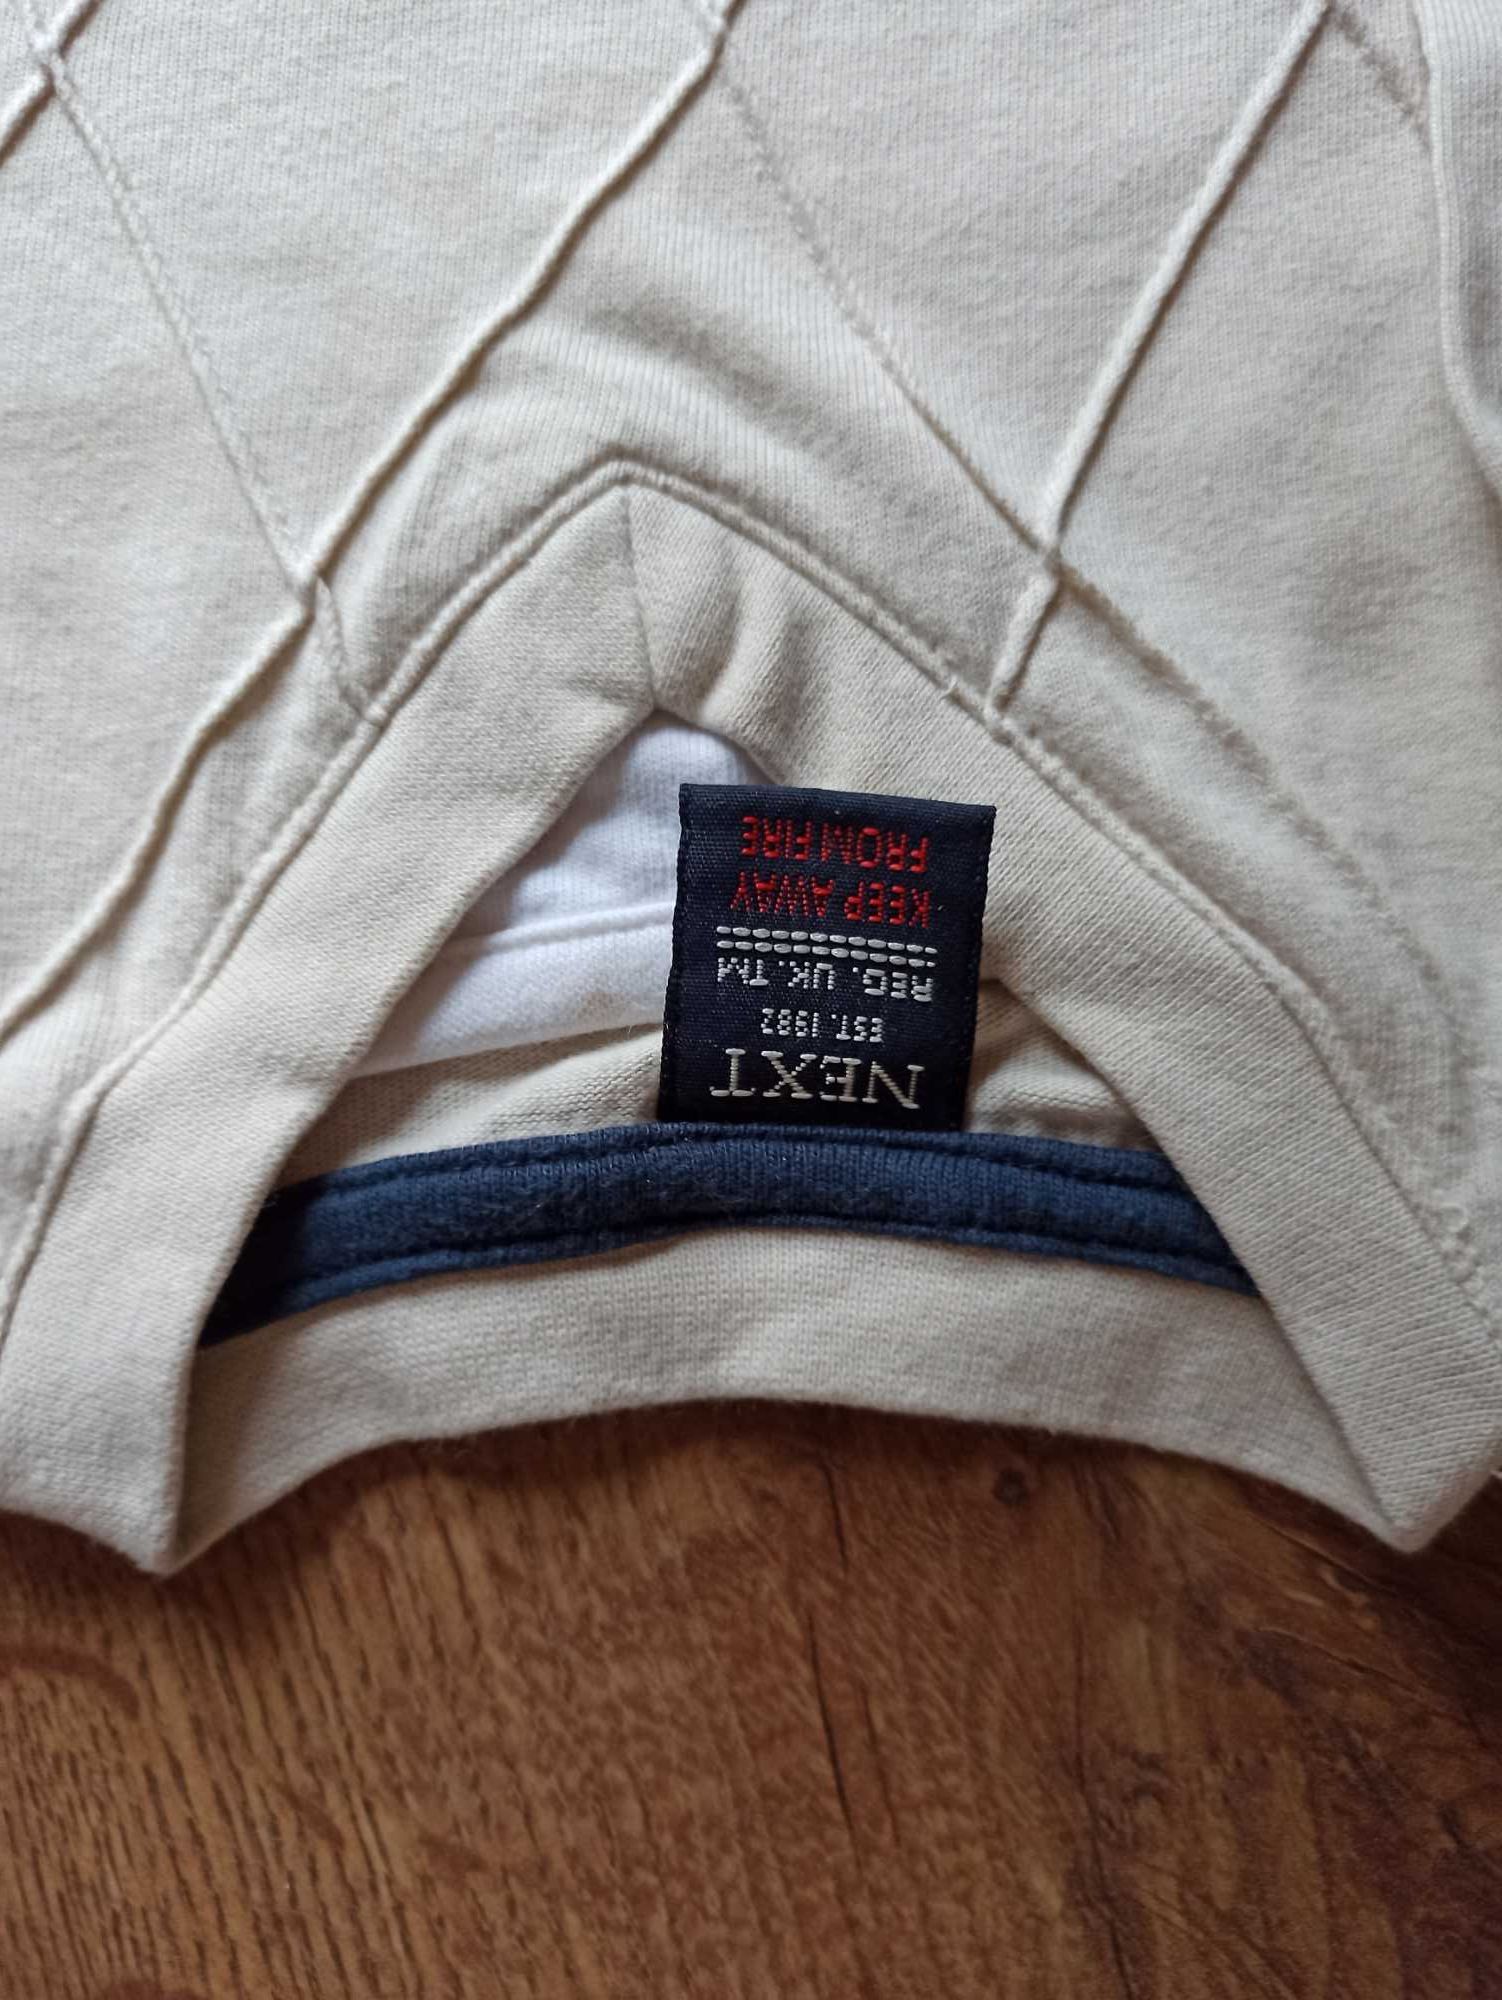 NEXT
EST. 1982
REG. UK. TM
KEEP AWAY
FROM FIRE